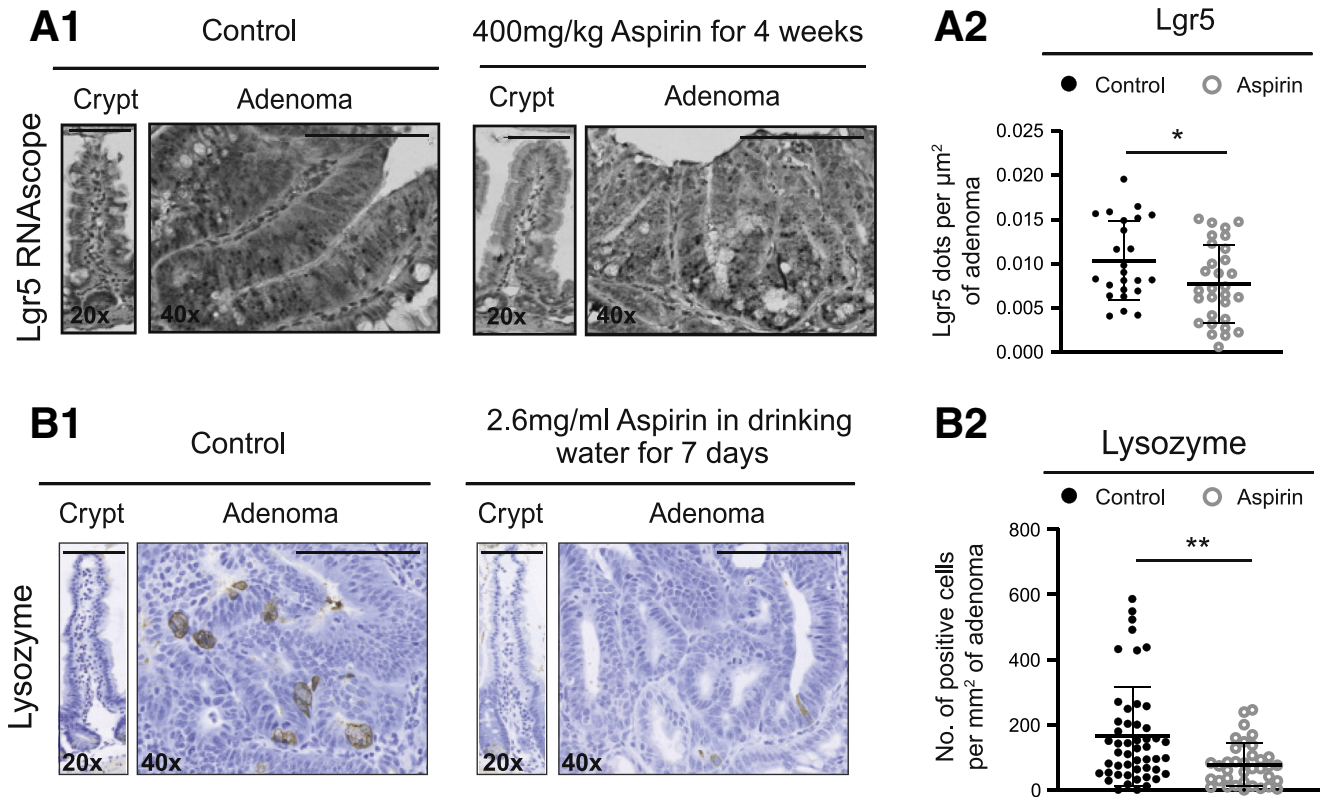 A1
Control
400mg/kg Aspirin for 4 weeks
Crypt
Adenoma
Crypt
Adenoma
Lgr5 RNAscope
20x
40x
20x
40x
A2
Lgr5
Control
Aspirin
Lgr5 dots per µm²
of adenoma
0.025
0.020
0.015
0.010
0.005
0.000
*
B1
Control
2.6mg/ml Aspirin in drinking
water for 7 days
Crypt
Adenoma
Crypt
Adenoma
Lysozyme
20x
40x
20x
40x
B2
Lysozyme
Control
Aspirin
No. of positive cells
per mm² of adenoma
800
600
400
200
0
**